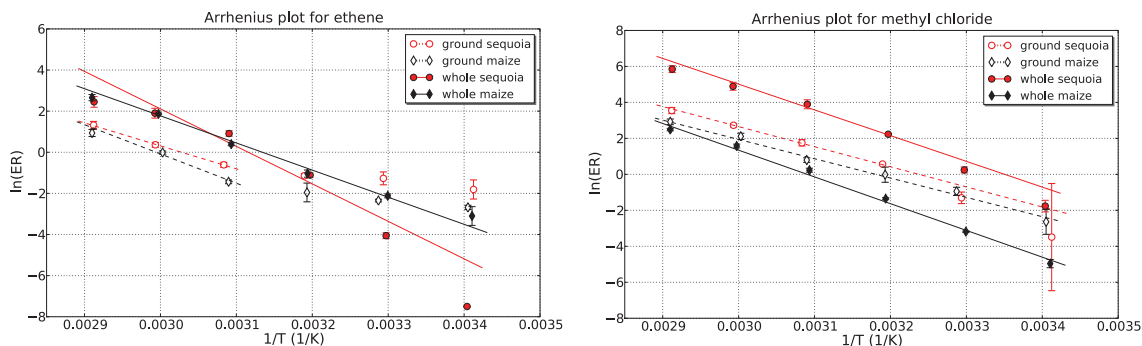 Arrhenius plot for ethene
ln(ER)
6
4
2
0
−2
−4
−6
−8
ground sequoia
ground maize
whole sequoia
whole maize
0.0029 0.0030 0.0031 0.0032 0.0033 0.0034 0.0035
1/T (1/K)
Arrhenius plot for methyl chloride
ln(ER)
8
6
4
2
0
−2
−4
−6
−8
ground sequoia
ground maize
whole sequoia
whole maize
0.0029 0.0030 0.0031 0.0032 0.0033 0.0034 0.0035
1/T (1/K)